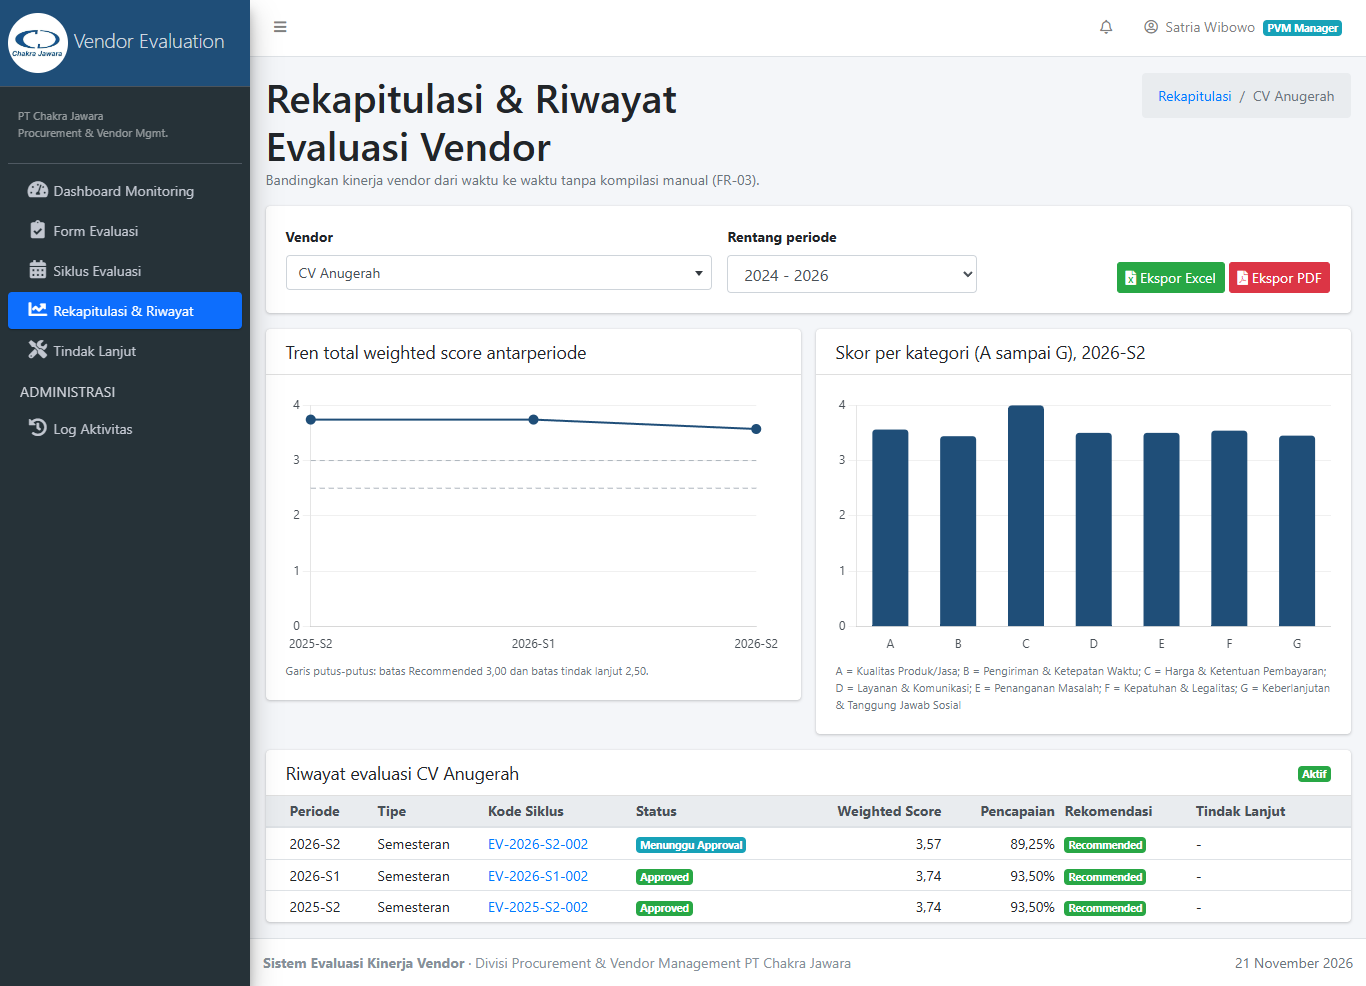 Chakra Jawara
Vendor Evaluation
PT Chakra Jawara
Procurement & Vendor Mgmt.
Dashboard Monitoring
Form Evaluasi
Siklus Evaluasi
Rekapitulasi & Riwayat
Tindak Lanjut
ADMINISTRASI
Log Aktivitas
Satria Wibowo PVM Manager
Rekapitulasi & Riwayat
Evaluasi Vendor
Rekapitulasi / CV Anugerah
Bandingkan kinerja vendor dari waktu ke waktu tanpa kompilasi manual (FR-03).
Vendor
CV Anugerah
Rentang periode
2024 - 2026
Ekspor Excel
Ekspor PDF
Tren total weighted score antarperiode
4
3
2
1
0
2025-S2 2026-S1 2026-S2
Garis putus-putus: batas Recommended 3,00 dan batas tindak lanjut 2,50.
Skor per kategori (A sampai G), 2026-S2
4
3
2
1
0
A B C D E F G
A = Kualitas Produk/Jasa; B = Pengiriman & Ketepatan Waktu; C = Harga & Ketentuan Pembayaran;
D = Layanan & Komunikasi; E = Penanganan Masalah; F = Kepatuhan & Legalitas; G = Keberlanjutan
& Tanggung Jawab Sosial
Riwayat evaluasi CV Anugerah Aktif
Periode Tipe Kode Siklus Status Weighted Score Pencapaian Rekomendasi Tindak Lanjut
2026-S2 Semesteran EV-2026-S2-002 Menunggu Approval 3,57 89,25% Recommended -
2026-S1 Semesteran EV-2026-S1-002 Approved 3,74 93,50% Recommended -
2025-S2 Semesteran EV-2025-S2-002 Approved 3,74 93,50% Recommended -
Sistem Evaluasi Kinerja Vendor · Divisi Procurement & Vendor Management PT Chakra Jawara
21 November 2026